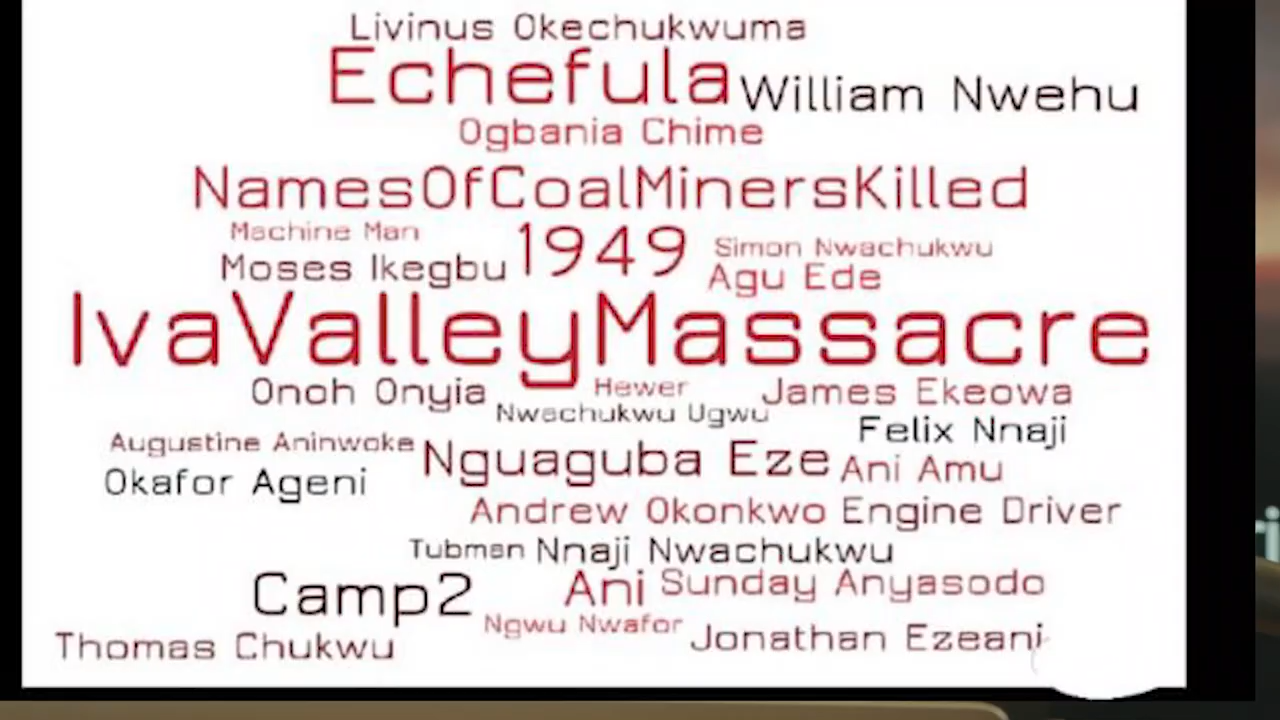 Livinus Okechukwuma
Echefula William Nwehu
Ogbania Chime
NamesOfCoalMinersKilled
Machine Man 1949 Simon Nwachukwu
Moses Ikegbu Agu Ede
IvaValleyMassacre
Onoh Onyia Hewer James Ekeowa
Nwachukwu Ugwu Felix Nnaji
Augustine Aninwoke Nguaguba Eze Ani Amu
Okafor Ageni
Andrew Okonkwo Engine Driver
Tubman Nnaji Nwachukwu
Camp2 Ani Sunday Anyasodo
Ngwu Nwafor Jonathan Ezeani
Thomas Chukwu